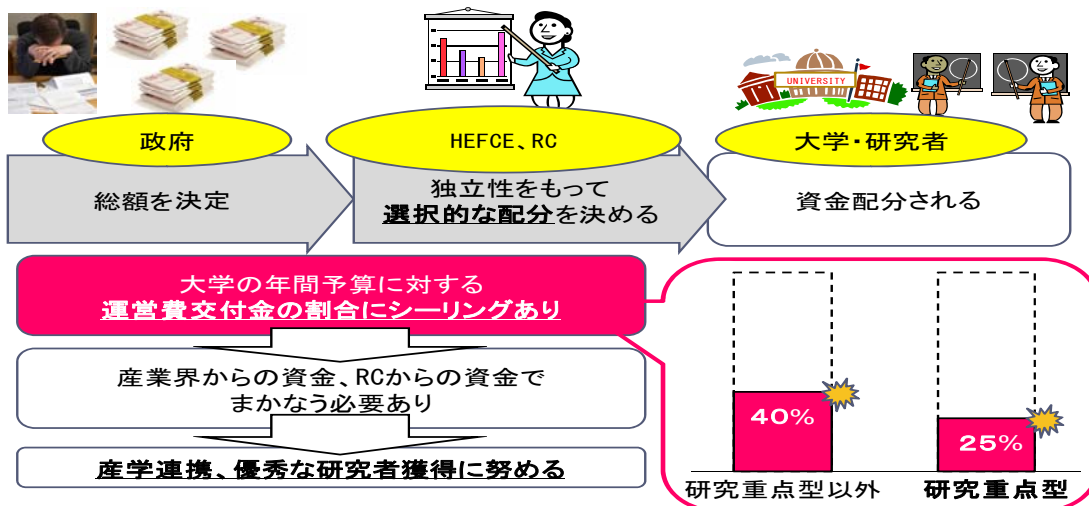 UNIVERSITY
政府
HEFCE、RC
大学・研究者
総額を決定
独立性をもって
選択的な配分を決める
資金配分される
大学の年間予算に対する
運営費交付金の割合にシーリングあり
産業界からの資金、RCからの資金で
まかなう必要あり
産学連携、優秀な研究者獲得に努める
40%
25%
研究重点型以外
研究重点型